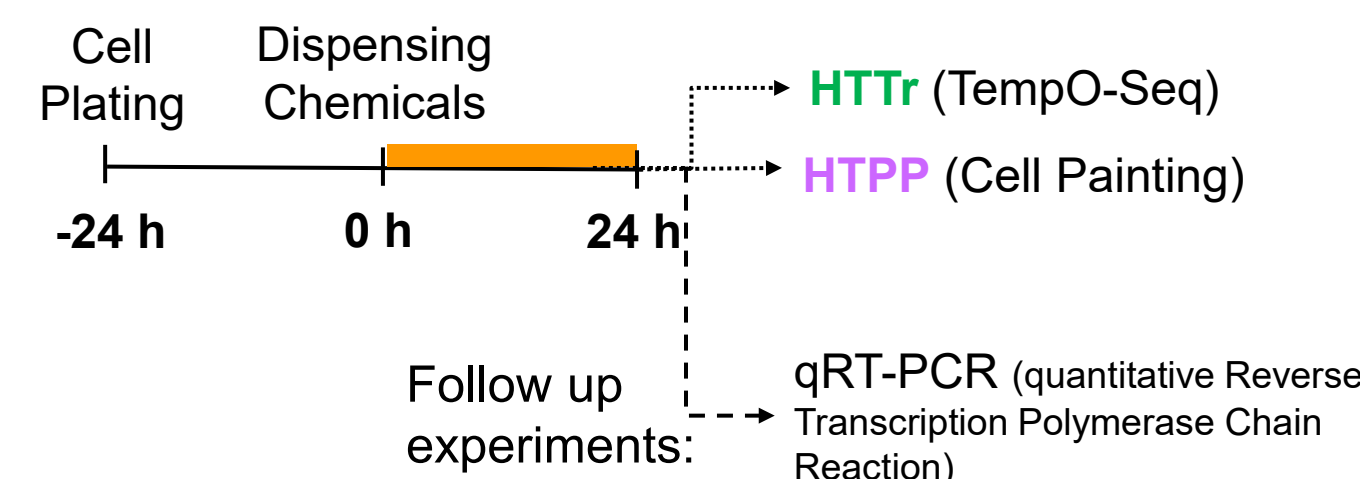 Cell
Plating
Dispensing
Chemicals
HTTr (TempO-Seq)
HTPP (Cell Painting)
-24 h
0 h
24 h
Follow up
experiments:
qRT-PCR (quantitative Reverse
Transcription Polymerase Chain
Reaction)